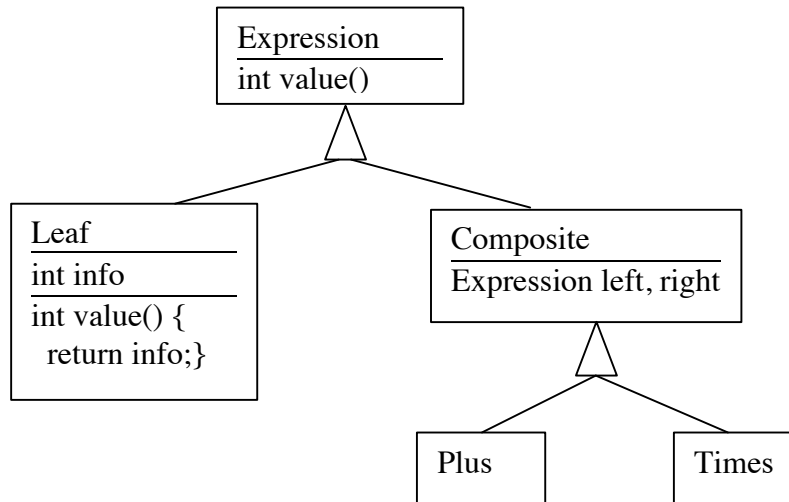 Expression
int value()
Leaf
int info
int value() {
return info;}
Composite
Expression left, right
Plus
Times